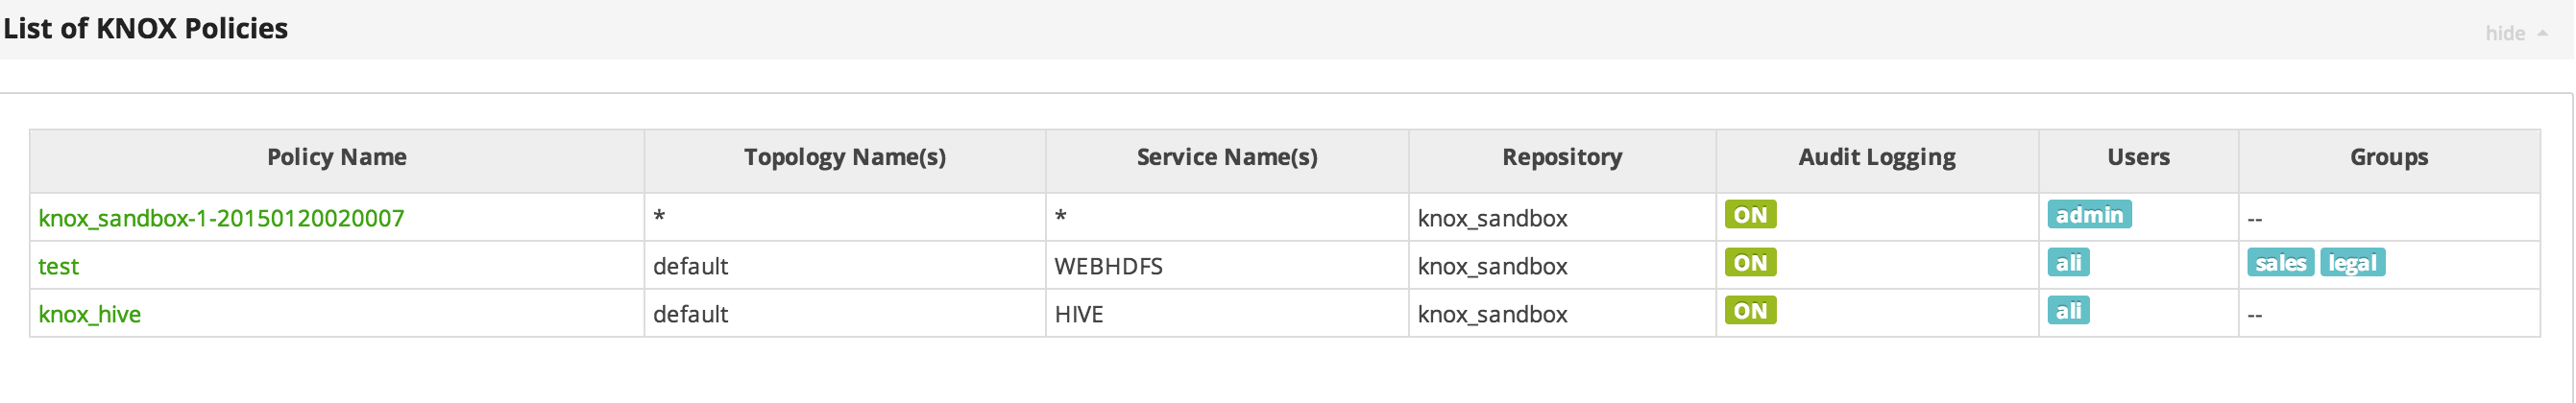 List of KNOX Policies hide
Policy Name Topology Name(s) Service Name(s) Repository Audit Logging Users Groups
knox_sandbox-1-20150120020007 * * knox_sandbox ON admin --
test default WEBHDFS knox_sandbox ON ali sales legal
knox_hive default HIVE knox_sandbox ON ali --